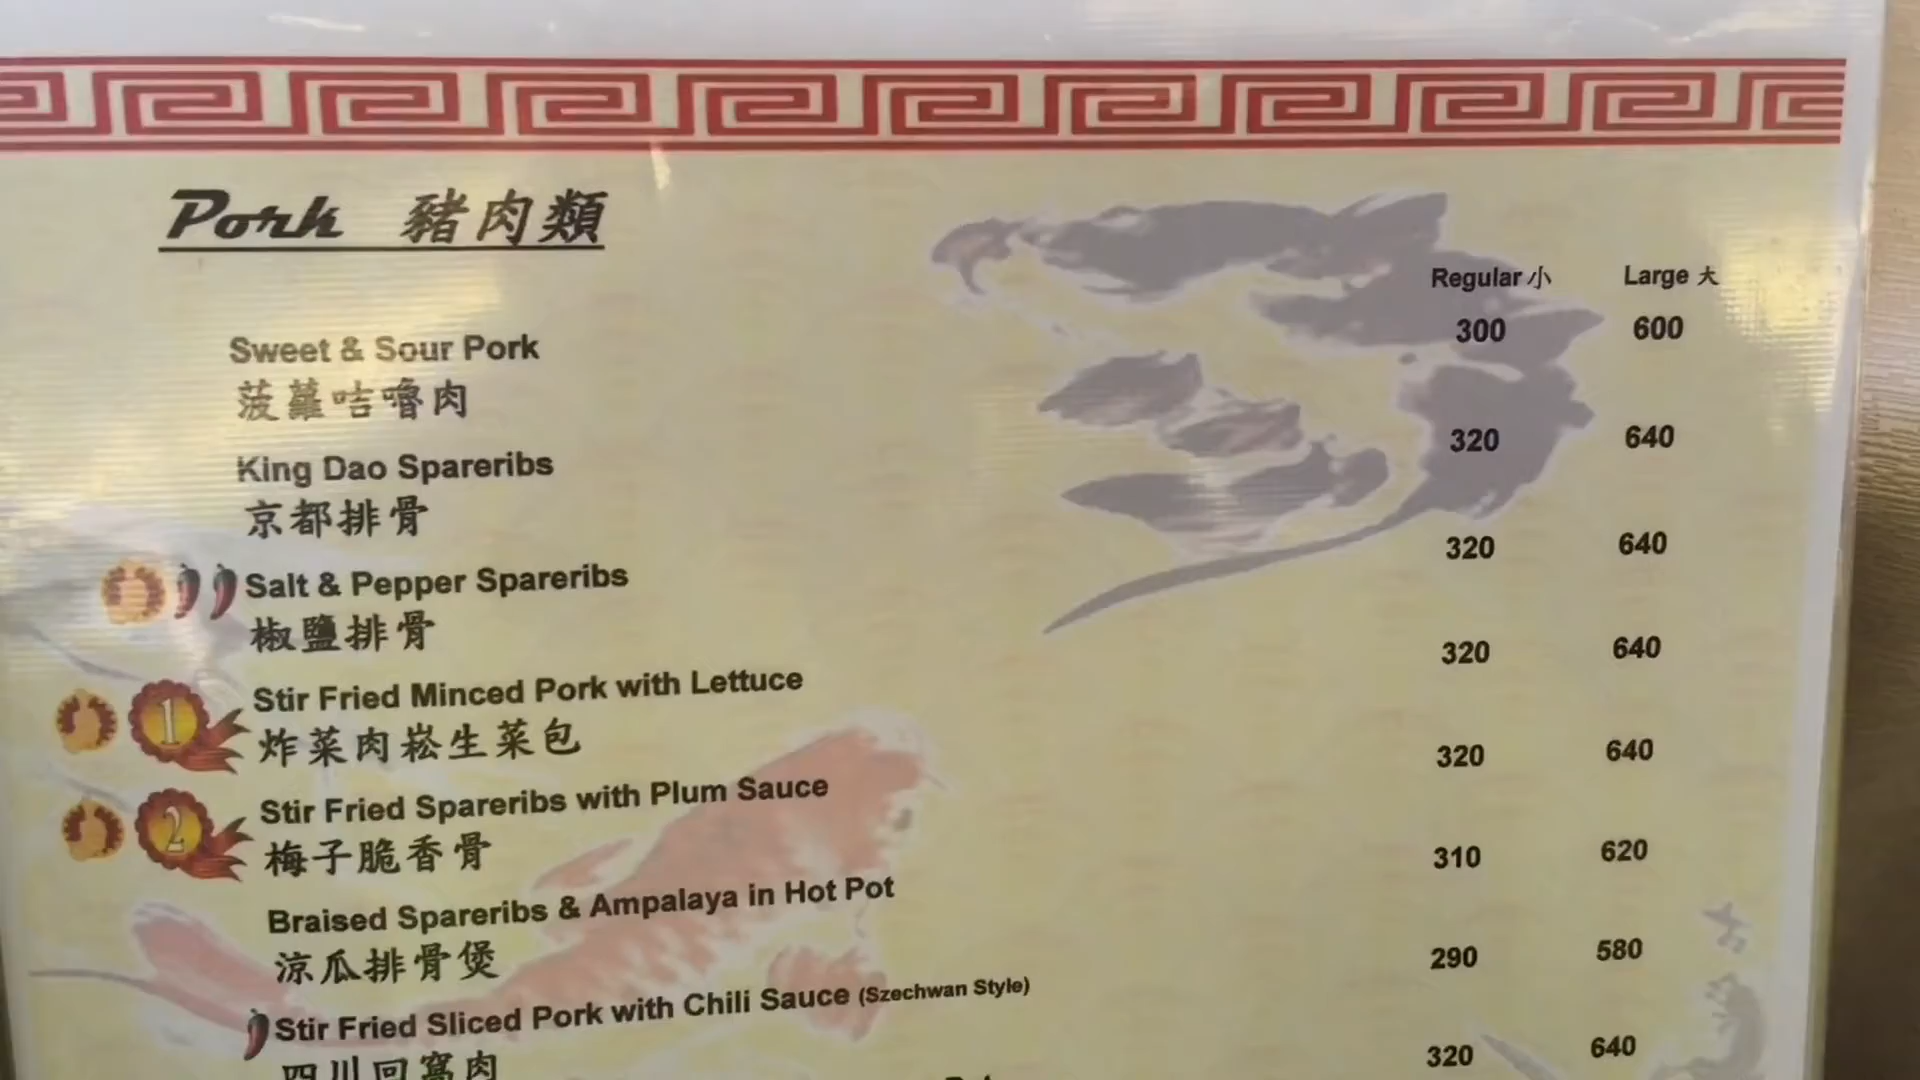 Pork 豬肉類
Regular 小 Large 大
Sweet & Sour Pork 300 600
菠蘿咕嚕肉
King Dao Spareribs 320 640
京都排骨
Salt & Pepper Spareribs 320 640
椒鹽排骨
1 Stir Fried Minced Pork with Lettuce 320 640
炸菜肉崧生菜包
2 Stir Fried Spareribs with Plum Sauce 320 640
梅子脆香骨
Braised Spareribs & Ampalaya in Hot Pot 310 620
涼瓜排骨煲
Stir Fried Sliced Pork with Chili Sauce (Szechwan Style) 290 580
四川回窩肉
320 640